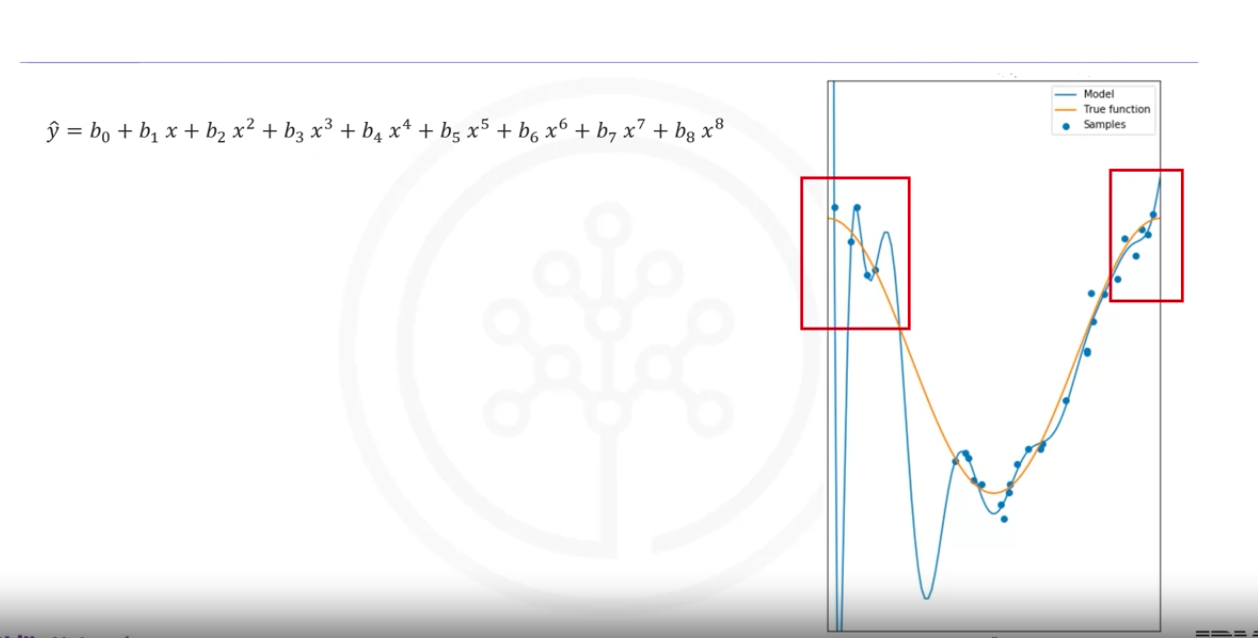 ŷ = b₀ + b₁ x + b₂ x² + b₃ x³ + b₄ x⁴ + b₅ x⁵ + b₆ x⁶ + b₇ x⁷ + b₈ x⁸
Model
True function
Samples